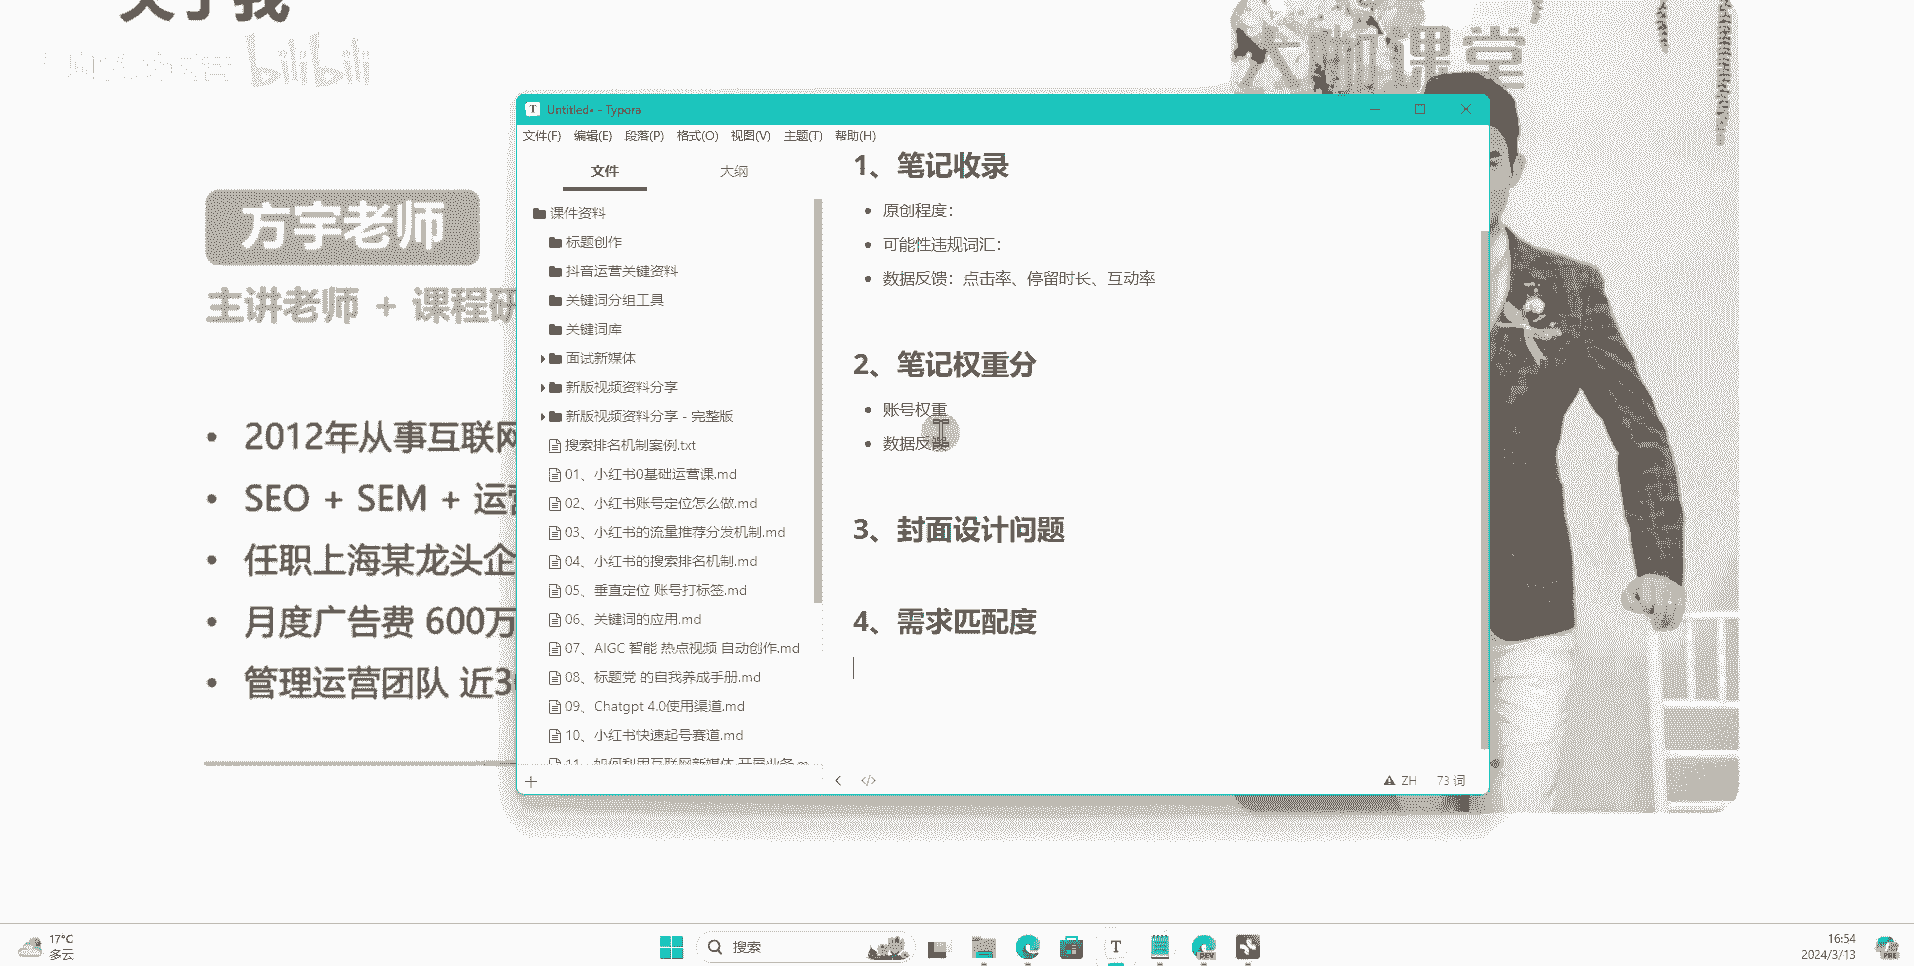 关于我
bilibili
大咖课堂
方宇老师
主讲老师 + 课程研
2012年从事互联网
SEO + SEM + 运营
任职上海某龙头企
月度广告费 600万
管理运营团队 近3
Untitled• - Typora
文件(F) 编辑(E) 段落(P) 格式(O) 视图(V) 主题(T) 帮助(H)
文件 大纲
课件资料
标题创作
抖音运营关键资料
关键词分组工具
关键词库
面试新媒体
新版视频资料分享
新版视频资料分享 - 完整版
搜索排名机制案例.txt
01、小红书0基础运营课.md
02、小红书账号定位怎么做.md
03、小红书的流量推荐分发机制.md
04、小红书的搜索排名机制.md
05、垂直定位 账号打标签.md
06、关键词的应用.md
07、AIGC 智能 热点视频 自动创作.md
08、标题党 的自我养成手册.md
09、Chatgpt 4.0使用渠道.md
10、小红书快速起号赛道.md
11、如何利用互联网新媒体 开展业务.m
1、笔记收录
原创程度：
可能性违规词汇：
数据反馈：点击率、停留时长、互动率
2、笔记权重分
账号权重
数据反馈
3、封面设计问题
4、需求匹配度
ZH 73 词
17°C
多云
搜索
16:54
2024/3/13